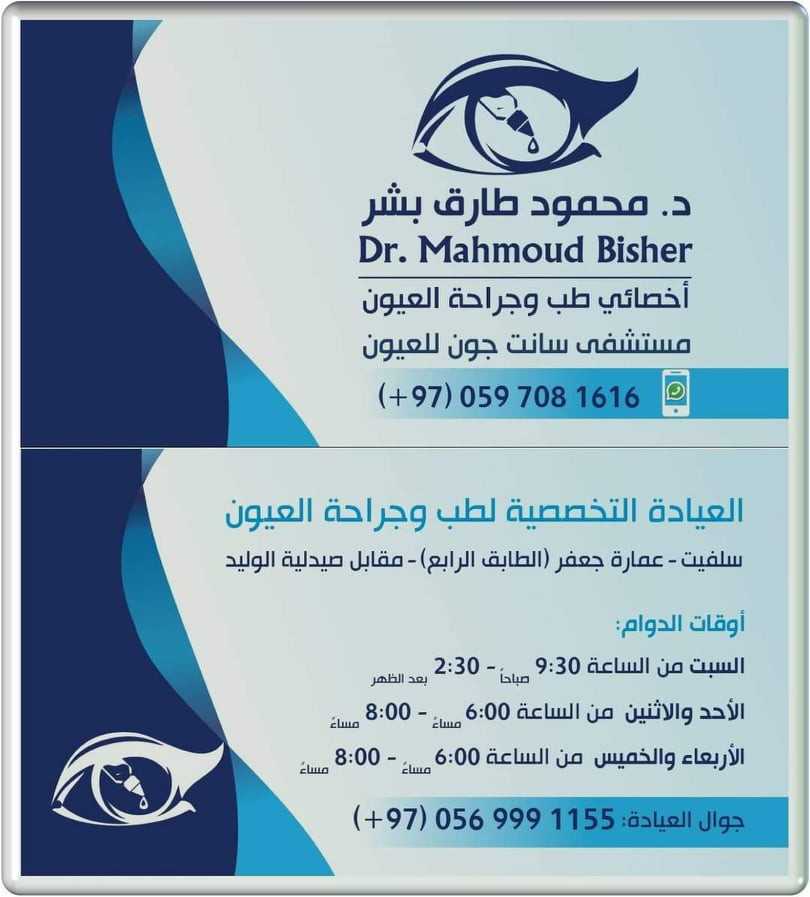 د. محمود طارق بشر
Dr. Mahmoud Bisher
أخصائي طب وجراحة العيون
مستشفى سانت جون للعيون
(+97) 059 708 1616
العيادة التخصصية لطب وجراحة العيون
سلفيت - عمارة جعفر (الطابق الرابع) - مقابل صيدلية الوليد
أوقات الدوام:
السبت من الساعة 9:30 صباحاً - 2:30 بعد الظهر
الأحد والاثنين من الساعة 6:00 مساءً - 8:00 مساءً
الأربعاء والخميس من الساعة 6:00 مساءً - 8:00 مساءً
جوال العيادة: 1155 999 056 (97+)